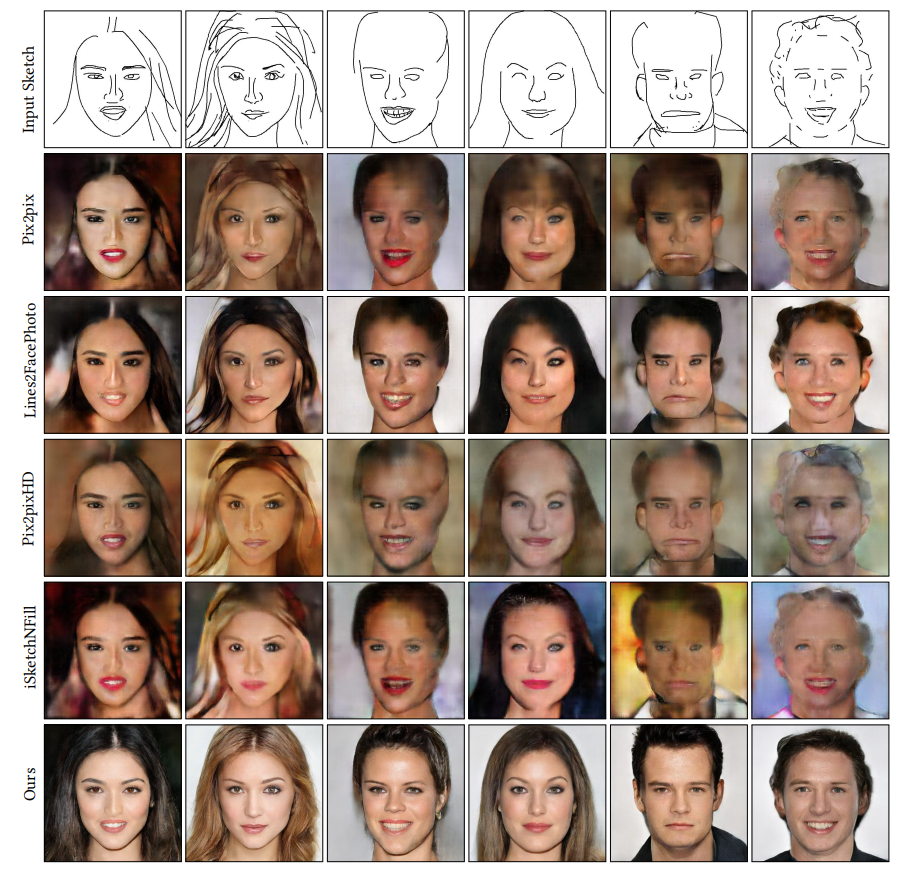 Input Sketch
Pix2pix
Lines2FacePhoto
Pix2pixHD
iSketchNFill
Ours